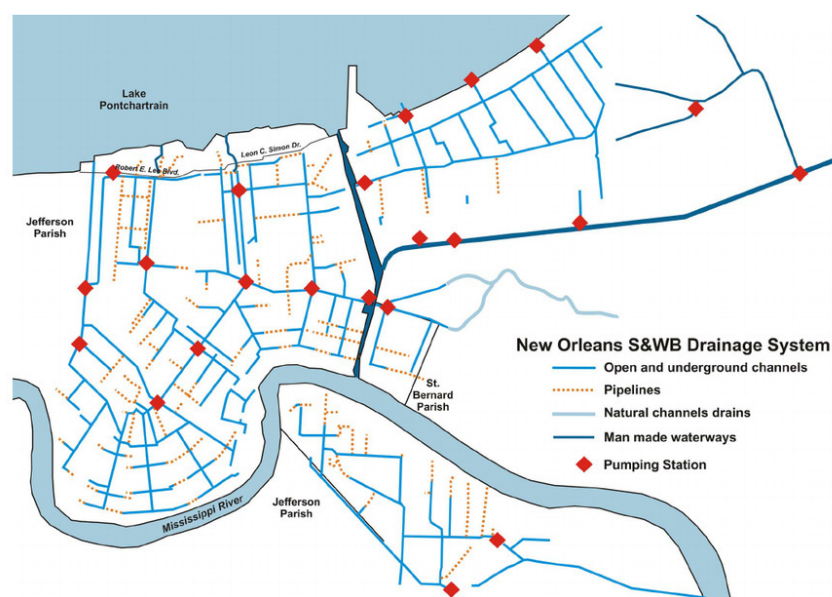 Lake
Pontchartrain
Leon C. Simon Dr.
Robert E. Lee Blvd.
Jefferson
Parish
New Orleans S&WB Drainage System
Open and underground channels
Pipelines
Natural channels drains
Man made waterways
Pumping Station
St.
Bernard
Parish
Jefferson
Parish
Mississippi River